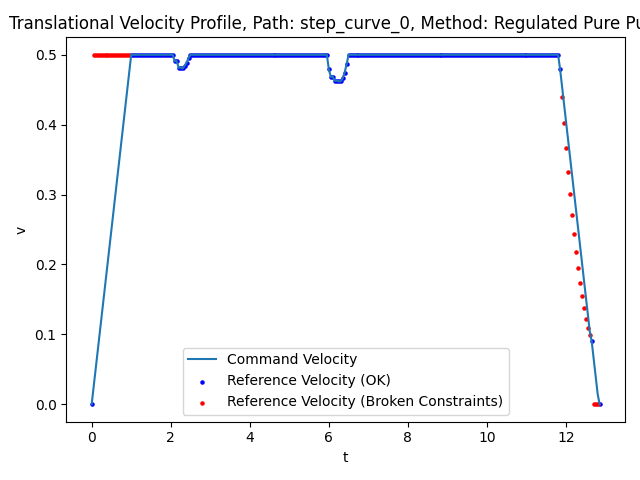 Translational Velocity Profile, Path: step_curve_0, Method: Regulated Pure
v
0.5
0.4
0.3
0.2
0.1
0.0
Command Velocity
Reference Velocity (OK)
Reference Velocity (Broken Constraints)
0 2 4 6 8 10 12
t